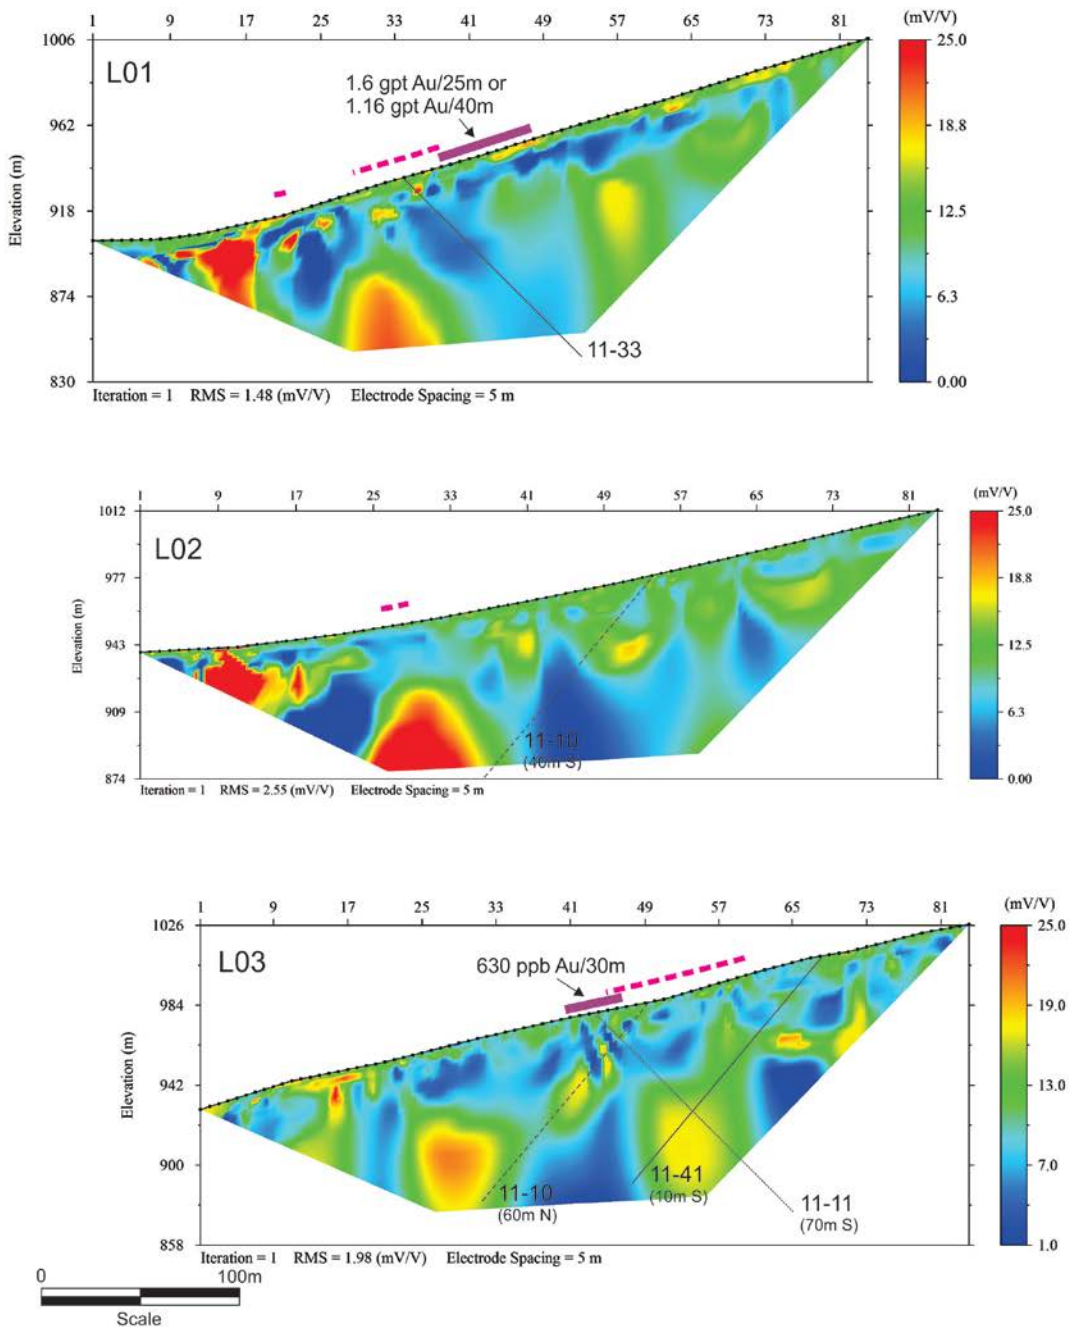 1 9 17 25 33 41 49 57 65 73 81 (mV/V)
1006 25.0
L01
1.6 gpt Au/25m or
1.16 gpt Au/40m
962 18.8
Elevation (m)
918 12.5
874 6.3
11-33
830 0.00
Iteration = 1 RMS = 1.48 (mV/V) Electrode Spacing = 5 m
1 9 17 25 33 41 49 57 65 73 81 (mV/V)
1012 25.0
L02
977 18.8
Elevation (m)
943 12.5
909 6.3
11-10
(40m S)
874 0.00
Iteration = 1 RMS = 2.55 (mV/V) Electrode Spacing = 5 m
1 9 17 25 33 41 49 57 65 73 81 (mV/V)
1026 25.0
L03
630 ppb Au/30m
984 19.0
Elevation (m)
942 13.0
900 7.0
11-10
(60m N)
11-41
(10m S)
11-11
(70m S)
858 1.0
Iteration = 1 RMS = 1.98 (mV/V) Electrode Spacing = 5 m
0 100m
Scale